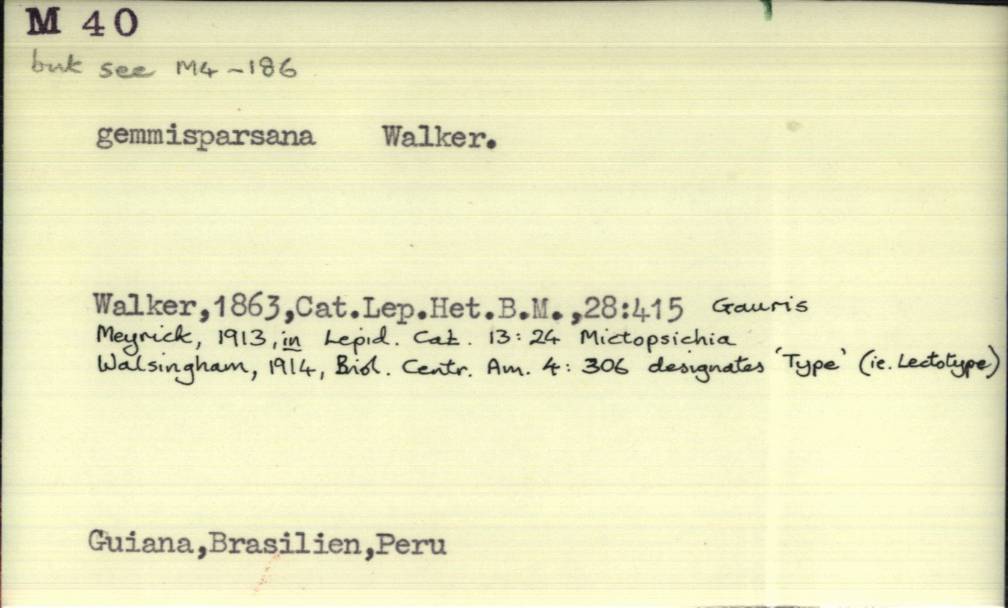 M 40
but see M4-186
gemmisparsana Walker.
Walker,1863,Cat.Lep.Het.B.M.,28:415 Gauris
Meyrick, 1913, in Lepid. Cat. 13: 24 Mictopsichia
Walsingham, 1914, Biol. Centr. Am. 4: 306 designates 'Type' (ie. Lectotype)
Guiana,Brasilien,Peru